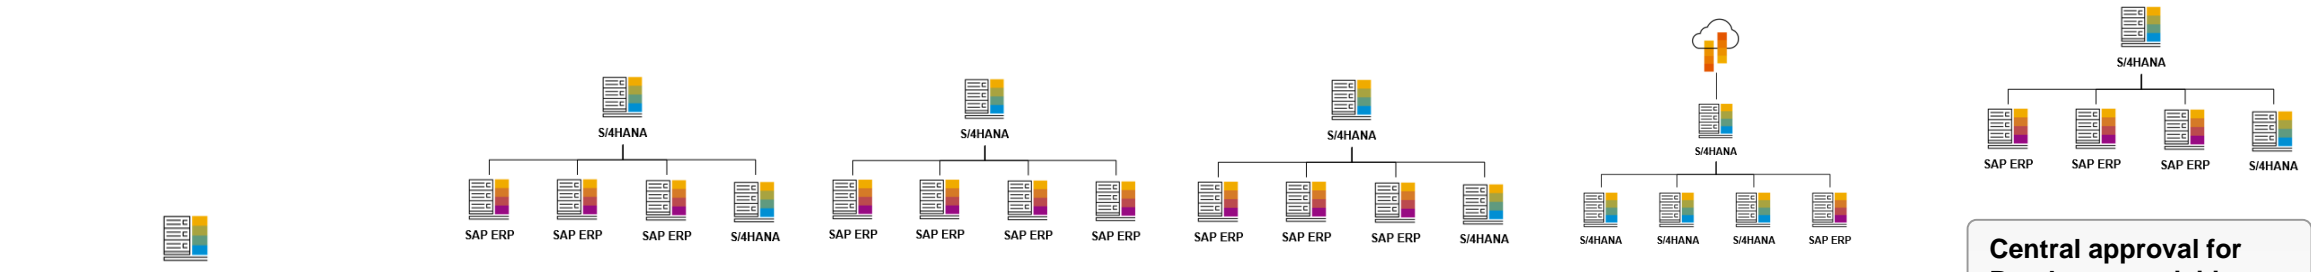 S/4HANA
SAP ERP SAP ERP SAP ERP S/4HANA
S/4HANA
SAP ERP SAP ERP SAP ERP SAP ERP
S/4HANA
SAP ERP SAP ERP SAP ERP S/4HANA
S/4HANA
S/4HANA S/4HANA S/4HANA SAP ERP
S/4HANA
SAP ERP SAP ERP SAP ERP S/4HANA
Central approval for